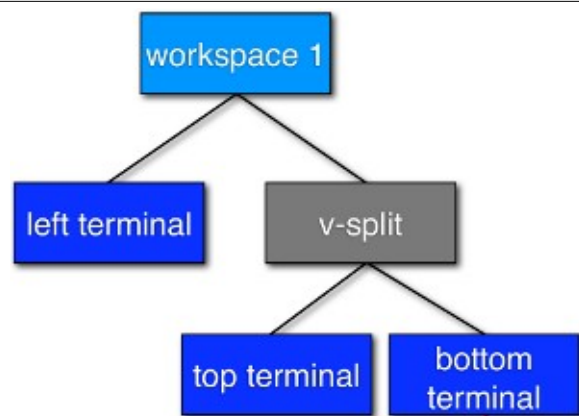 workspace 1
left terminal
v-split
top terminal
bottom
terminal